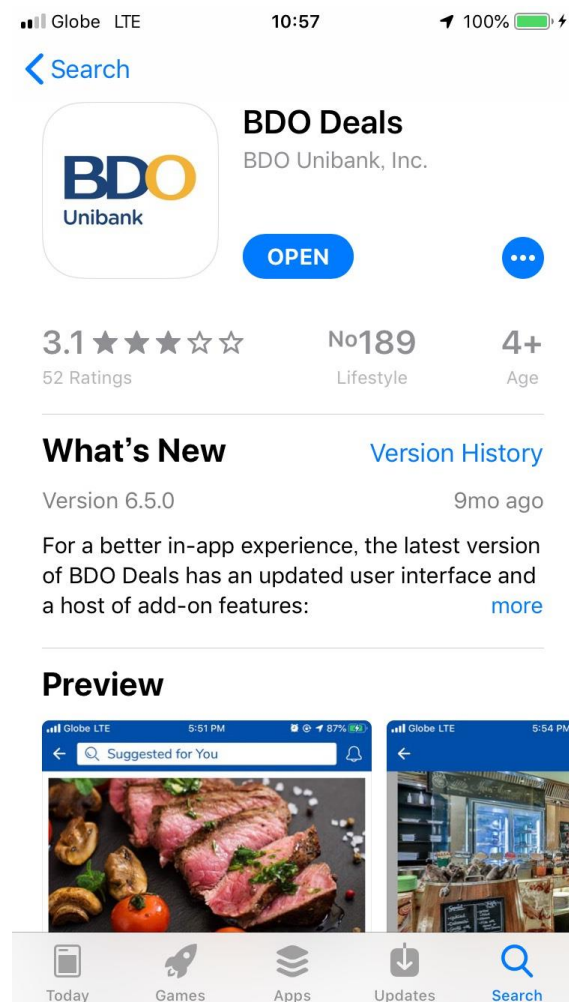 Globe LTE 10:57 100%
Search
BDO Deals
BDO Unibank, Inc.
BDO
Unibank
OPEN
3.1 No189 4+
52 Ratings Lifestyle Age
What's New Version History
Version 6.5.0 9mo ago
For a better in-app experience, the latest version
of BDO Deals has an updated user interface and
a host of add-on features: more
Preview
Globe LTE 5:51 PM 87%
Suggested for You
Globe LTE 5:54 PM
Today Games Apps Updates Search